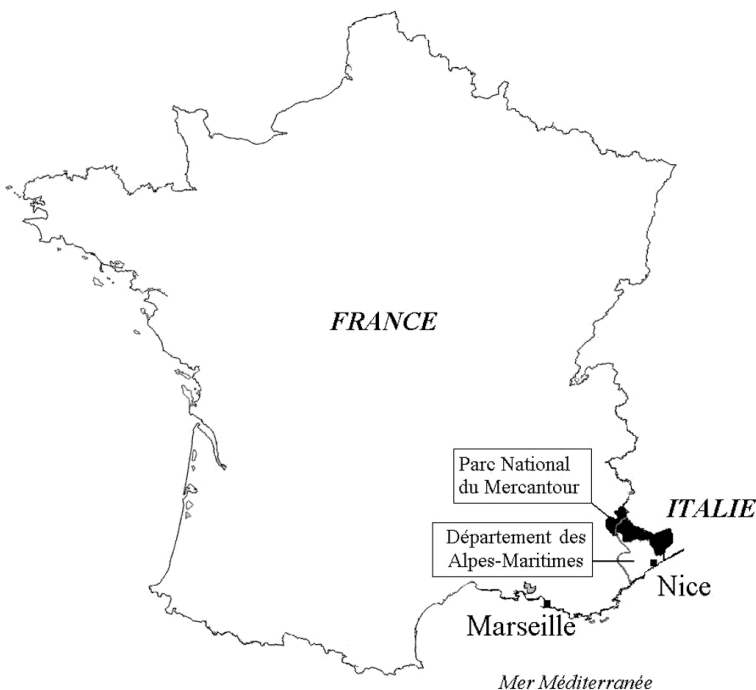 FRANCE
Parc National
du Mercantour
ITALIE
Département des
Alpes-Maritimes
Nice
Marseille
Mer Méditerranée